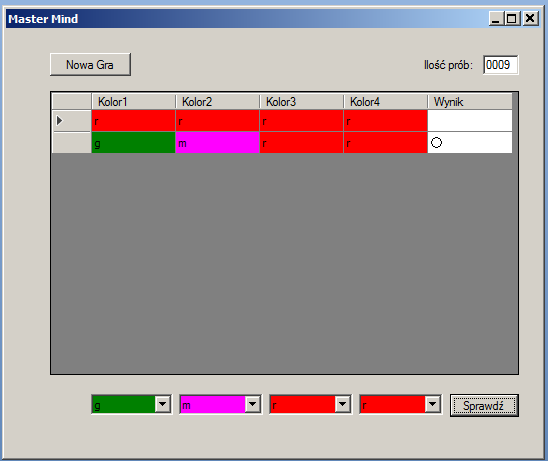 Master Mind
Nowa Gra
Ilość prób: 0009
Kolor1 Kolor2 Kolor3 Kolor4 Wynik
r r r r
g m r r
g m r r Sprawdź